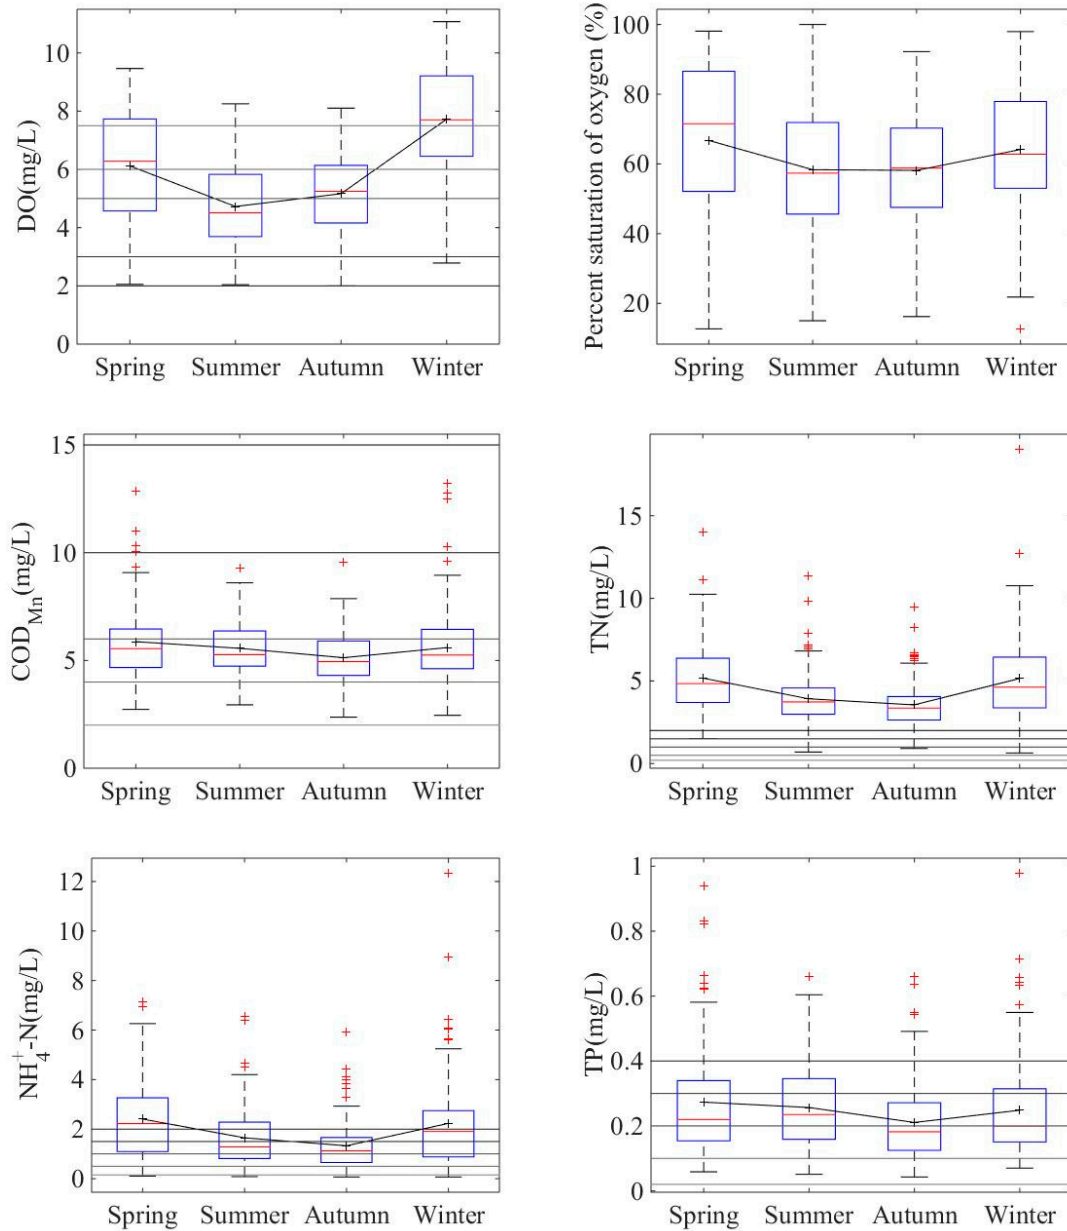 DO(mg/L)
10
8
6
4
2
0
Spring Summer Autumn Winter
Percent saturation of oxygen (%)
100
80
60
40
20
Spring Summer Autumn Winter
COD_Mn(mg/L)
15
10
5
0
Spring Summer Autumn Winter
TN(mg/L)
15
10
5
0
Spring Summer Autumn Winter
NH₄⁺-N(mg/L)
12
10
8
6
4
2
0
Spring Summer Autumn Winter
TP(mg/L)
1
0.8
0.6
0.4
0.2
0
Spring Summer Autumn Winter